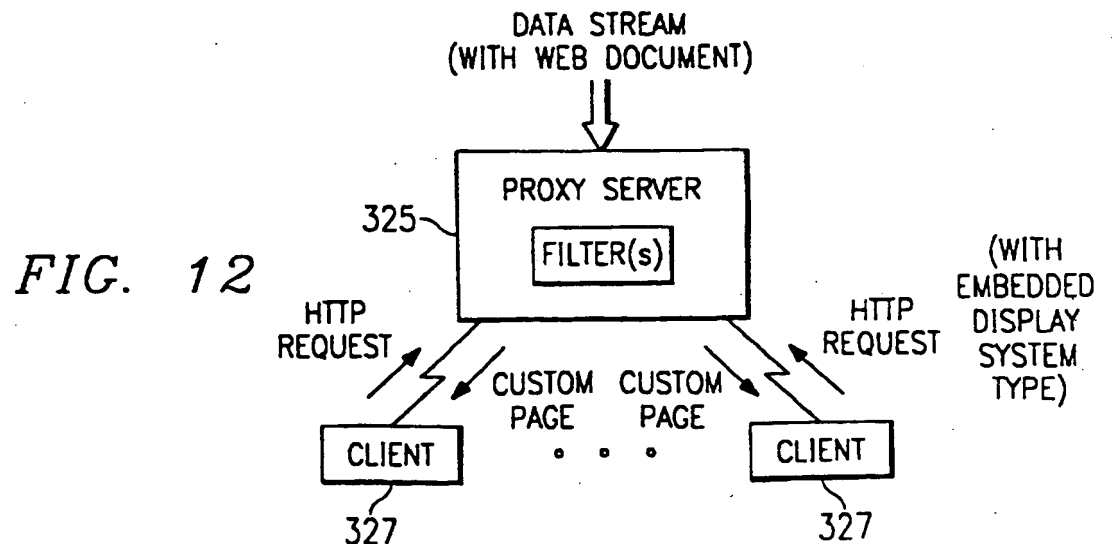 DATA STREAM
(WITH WEB DOCUMENT)
PROXY SERVER
325
FILTER(s)
FIG. 12
HTTP
REQUEST
CUSTOM
PAGE
CUSTOM
PAGE
HTTP
REQUEST
(WITH
EMBEDDED
DISPLAY
SYSTEM
TYPE)
CLIENT
CLIENT
327
327